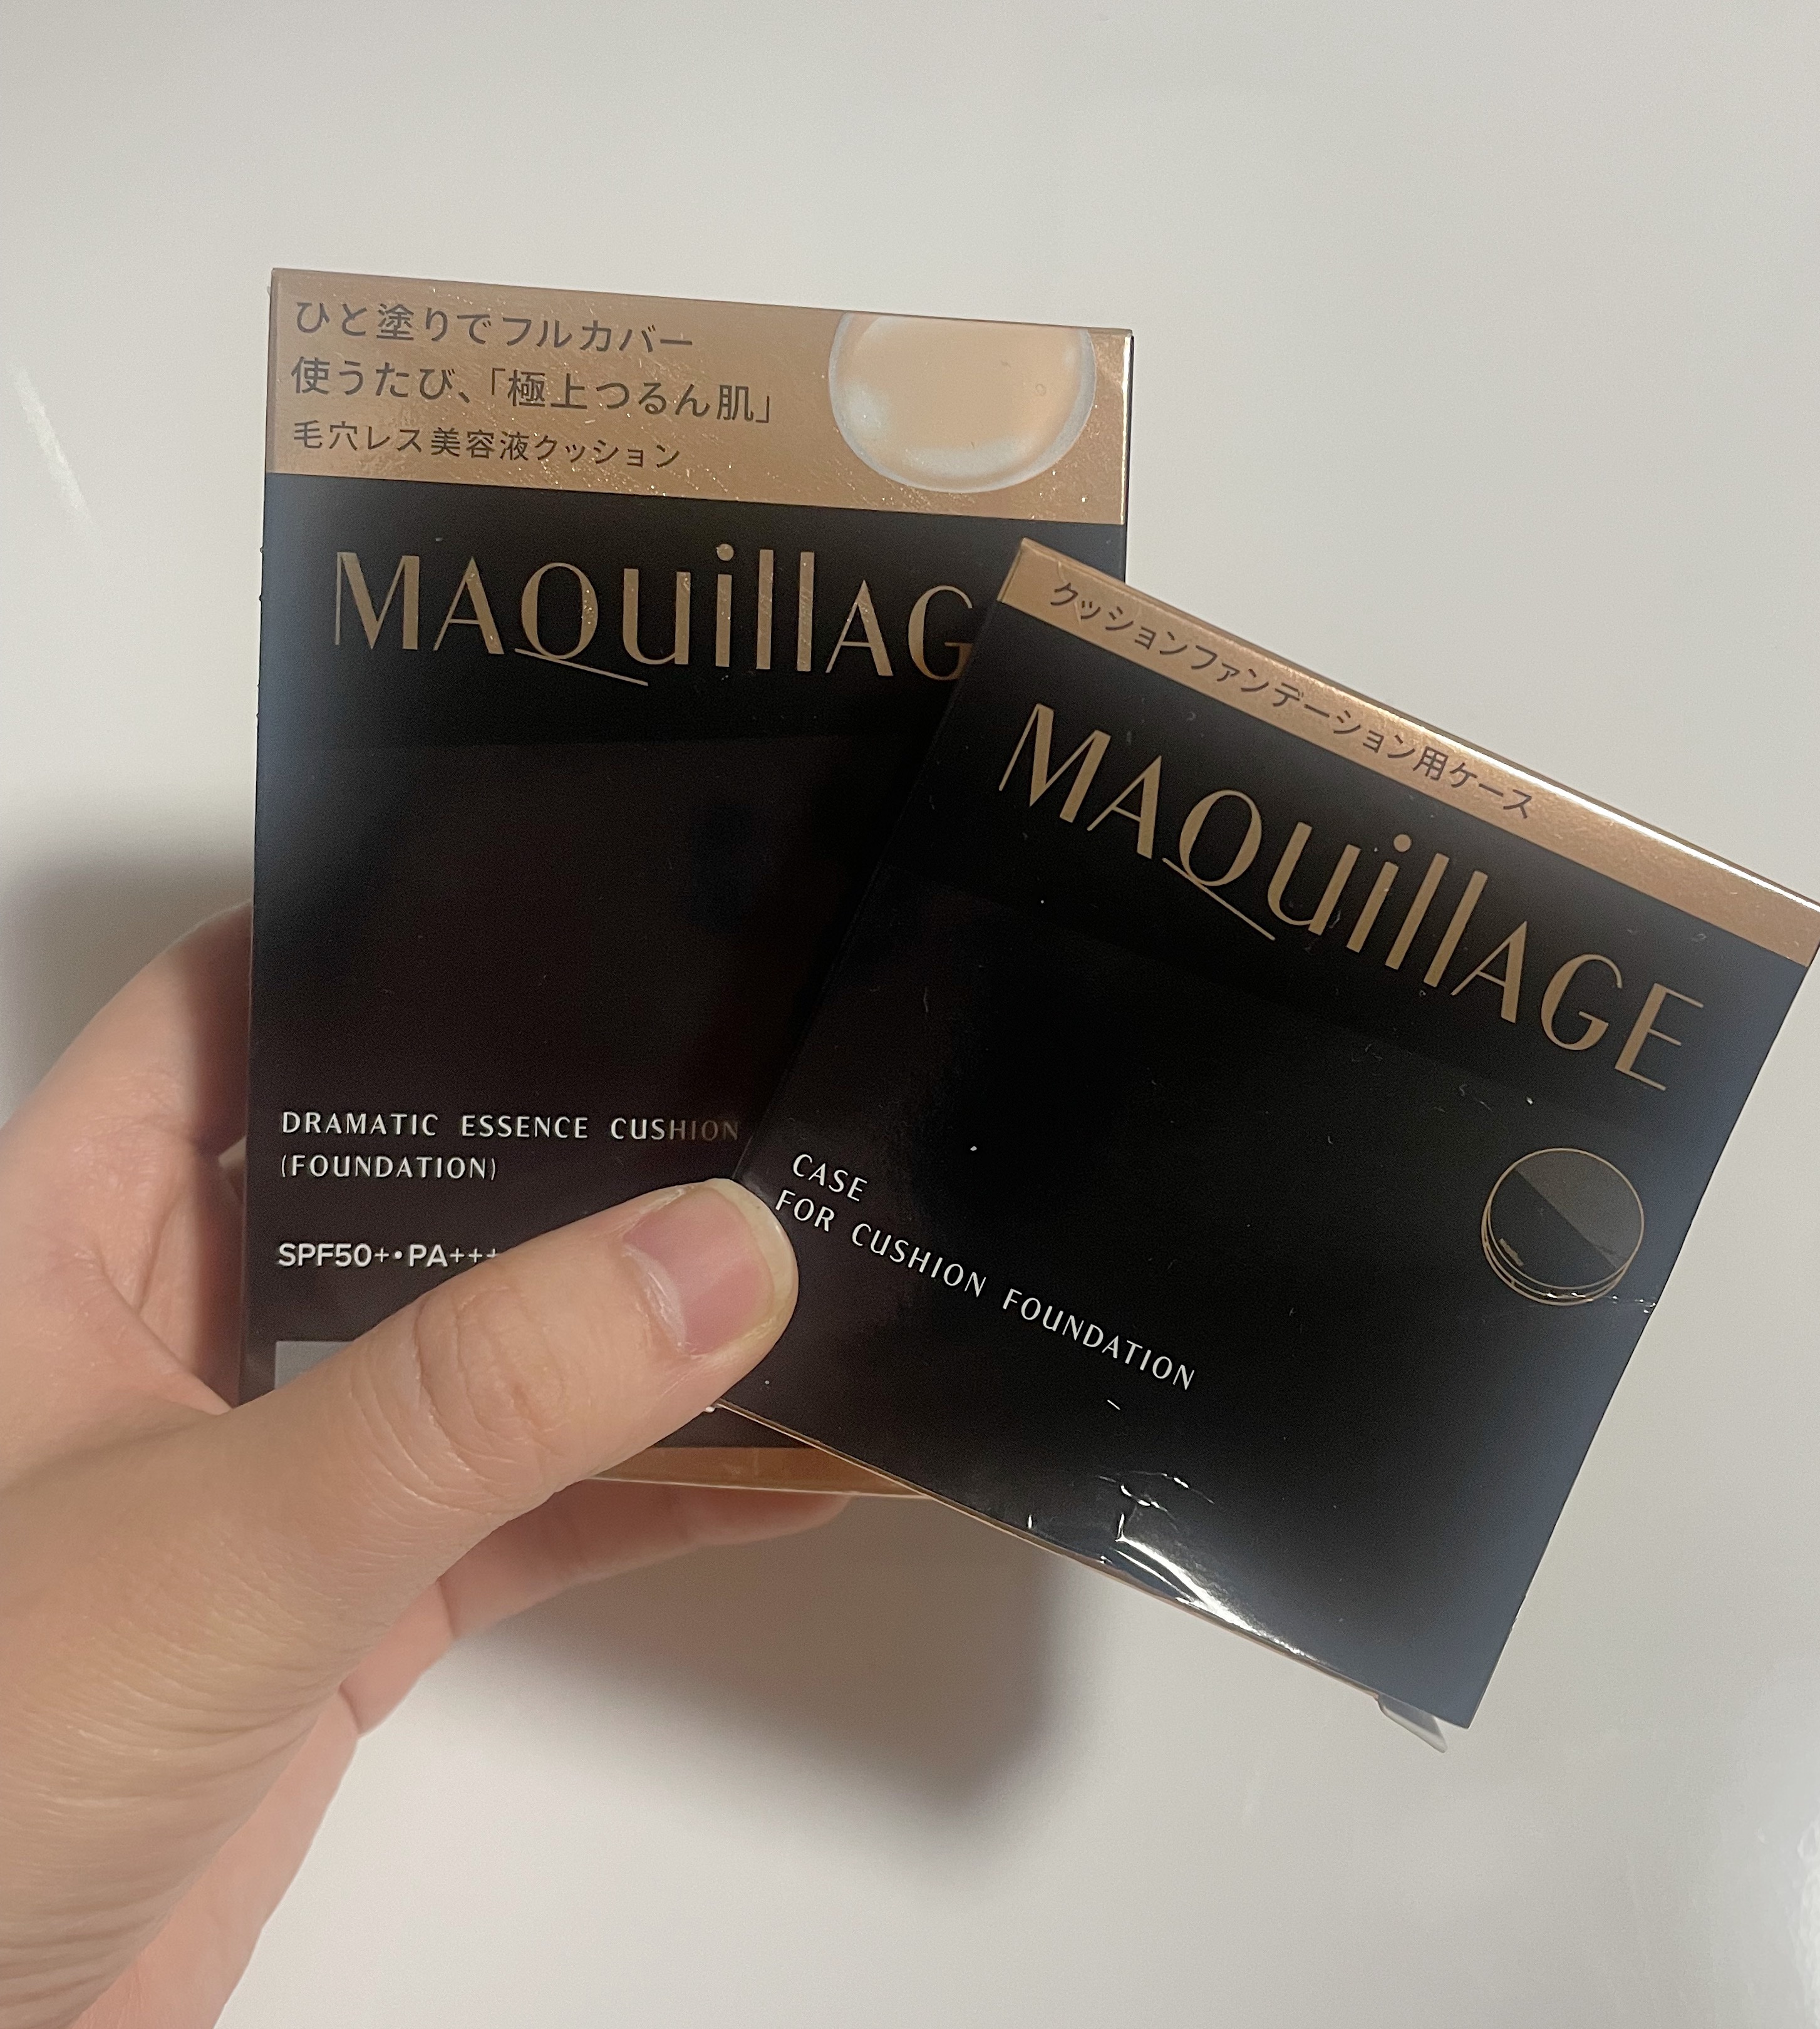 ひと塗りでフルカバー
使うたび、「極上つるん肌」
毛穴レス美容液クッション
MAQuillAG
DRAMATIC ESSENCE CUSHION
(FOUNDATION)
SPF50+•PA+++
クッションファンデーション用ケース
MAQuillAGE
CASE
FOR CUSHION FOUNDATION